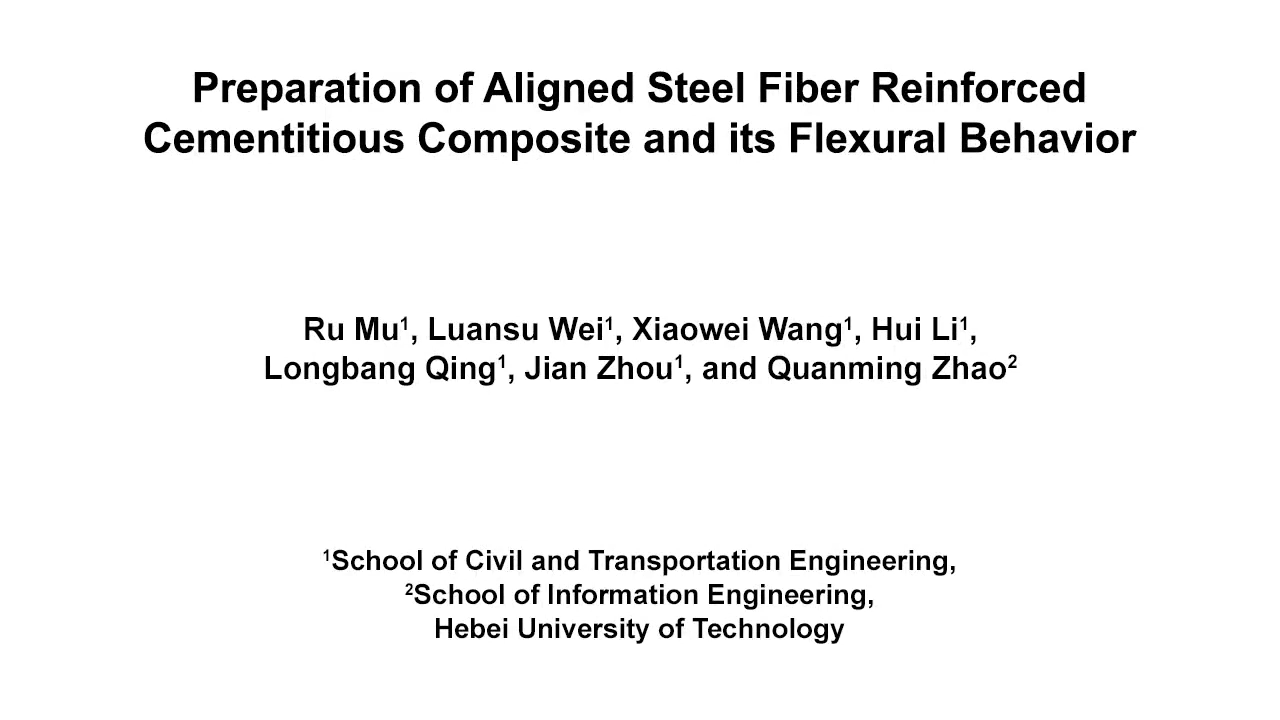 Preparation of Aligned Steel Fiber Reinforced
Cementitious Composite and its Flexural Behavior
Ru Mu¹, Luansu Wei¹, Xiaowei Wang¹, Hui Li¹,
Longbang Qing¹, Jian Zhou¹, and Quanming Zhao²
¹School of Civil and Transportation Engineering,
²School of Information Engineering,
Hebei University of Technology